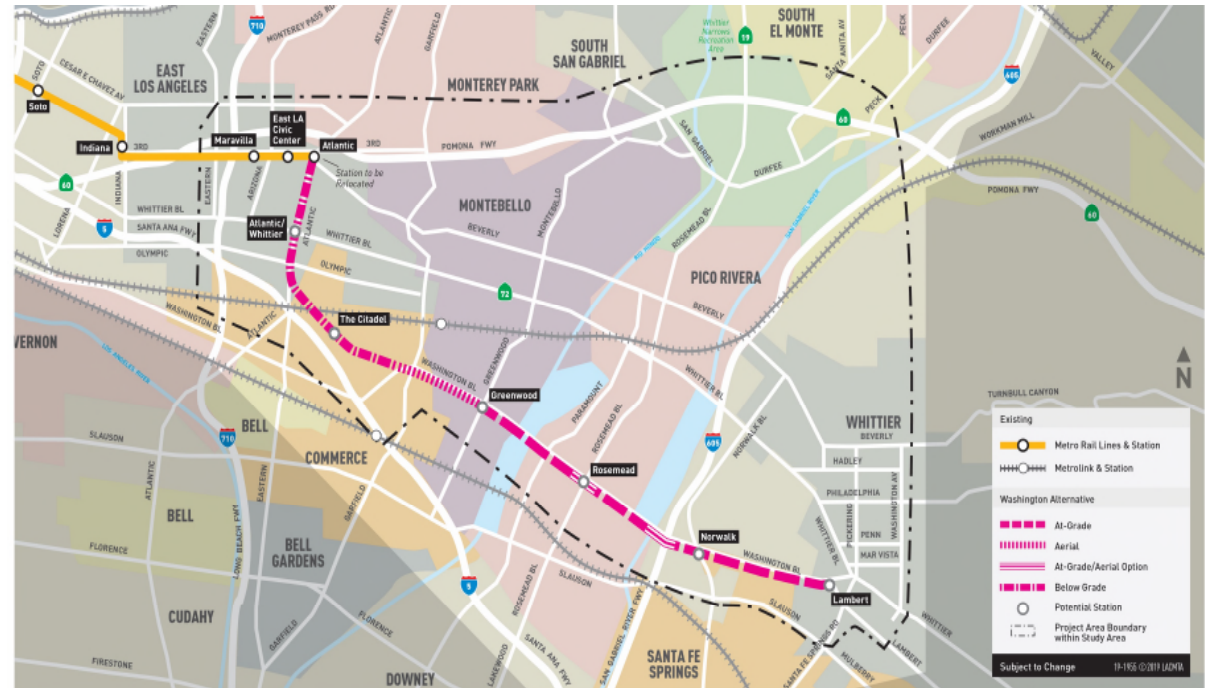 EASTERN
710
MONTEREY PASS RD
ATLANTIC
GARFIELD
Whittier
Narrows
Recreation
Area
19
SOUTH
EL MONTE
SANTA ANITA AV
PECK
DURFEE
VALLEY
SOTO
CESAR E CHAVEZ AV
EAST
LOS ANGELES
SOUTH
SAN GABRIEL
MONTEREY PARK
605
PECK
60
WORKMAN MILL
Soto
Indiana
3RD
Maravilla
East LA
Civic
Center
Atlantic
3RD
POMONA FWY
SAN GABRIEL
DURFEE
Station to be
Relocated
60
INDIANA
EASTERN
ARIZONA
MONTEBELLO
MONTEBELLO
POMONA FWY
60
LORENA
5
WHITTIER BL
SANTA ANA FWY
OLYMPIC
Atlantic/
Whittier
ATLANTIC
WHITTIER BL
OLYMPIC
BEVERLY
RIO HONDO
ROSEMEAD BL
SAN GABRIEL RIVER
PICO RIVERA
72
BEVERLY
WASHINGTON BL
ATLANTIC
The Citadel
VERNON
LOS ANGELES RIVER
WASHINGTON BL
GREENWOOD
Greenwood
PARAMOUNT
ROSEMEAD BL
WHITTIER BL
N
TURNBULL CANYON
710
BELL
SLAUSON
COMMERCE
605
NORWALK BL
WHITTIER
BEVERLY
HADLEY
PHILADELPHIA
PICKERING
WASHINGTON AV
PENN
MAR VISTA
WHITTIER BL
ATLANTIC
EASTERN
GARFIELD
Rosemead
BELL
LONG BEACH FWY
FLORENCE
BELL
GARDENS
Norwalk
WASHINGTON BL
Lambert
5
SLAUSON
ROSEMEAD BL
SLAUSON
CUDAHY
GARFIELD
FLORENCE
SAN GABRIEL RIVER FWY
WHITTIER
LAMBERT
FIRESTONE
DOWNEY
LAKEWOOD
SANTA ANA FWY
SANTA FE
SPRINGS
SANTA FE SPRINGS RD
MULBERRY
Existing
Metro Rail Lines & Station
Metrolink & Station
Washington Alternative
At-Grade
Aerial
At-Grade/Aerial Option
Below Grade
Potential Station
Project Area Boundary
within Study Area
Subject to Change
19-1955 ©2019 LACMTA